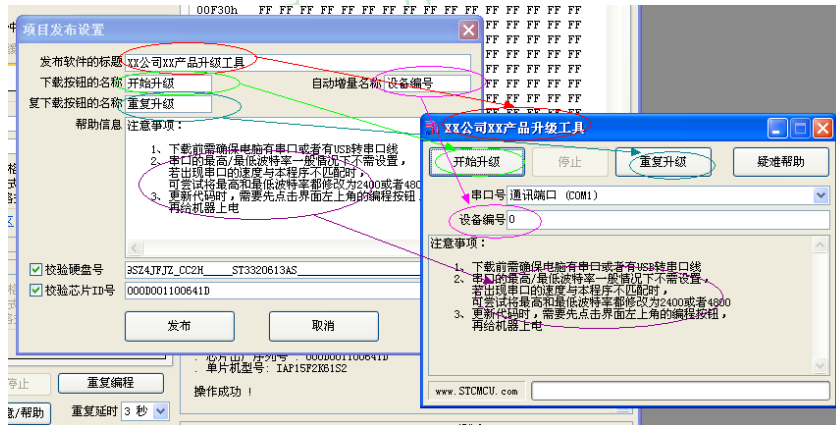 00F30h FF FF FF FF FF FF FF FF FF FF FF FF FF FF FF FF
项目发布设置
发布软件的标题 XX公司XX产品升级工具
下载按钮的名称 开始升级 自动增量名称 设备编号
复下载按钮的名称 重复升级
帮助信息 注意事项：
1、下载前需确保电脑有串口或者有USB转串口线
2、串口的最高/最低波特率一般情况下不需设置，
若出现串口的速度与本程序不匹配时，
可尝试将最高和最低波特率都修改为2400或者480
3、更新代码时，需要先点击界面左上角的编程按钮
再给机器上电
校验硬盘号
校验芯片ID号 000D001100641D
发布 取消
XX公司XX产品升级工具
开始升级 停止 重复升级 疑难帮助
串口号 通讯端口 (COM1)
设备编号 0
注意事项：
1、下载前需确保电脑有串口或者有USB转串口线
2、串口的最高/最低波特率一般情况下不需设置，
若出现串口的速度与本程序不匹配时，
可尝试将最高和最低波特率都修改为2400或者4800
3、更新代码时，需要先点击界面左上角的编程按钮，
再给机器上电
www.STCMCU.com
. 单片机型号: IAP15F2K61S2
操作成功 !
停止 重复编程
/帮助 重复延时 3 秒